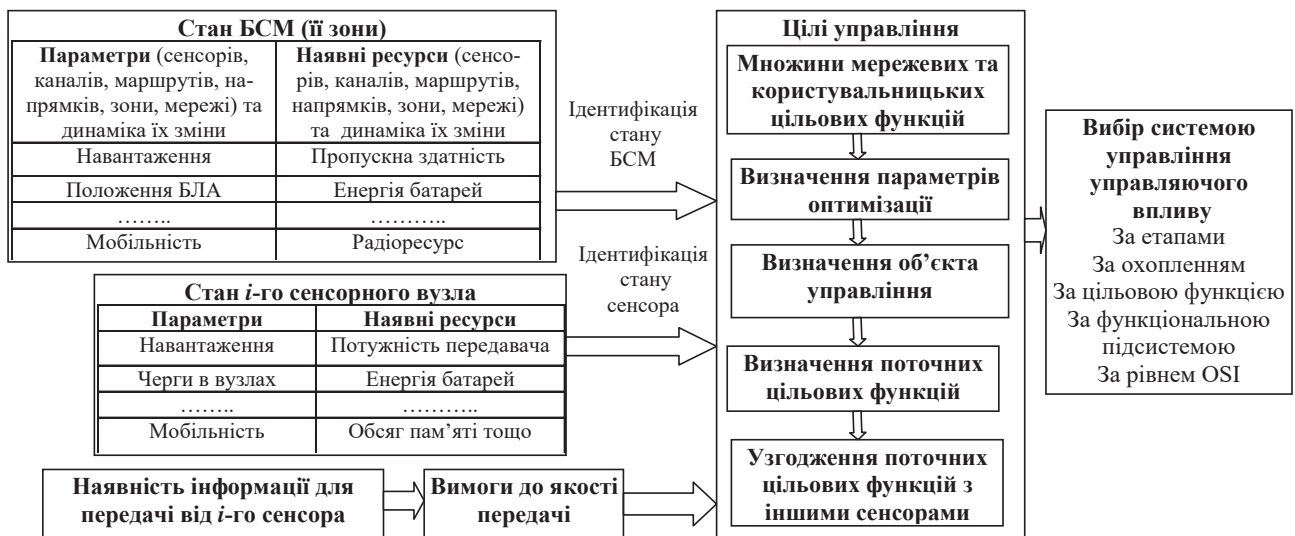 Стан БСМ (її зони)
Параметри (сенсорів,
каналів, маршрутів, на-
прямків, зони, мережі) та
динаміка їх зміни
Наявні ресурси (сенсо-
рів, каналів, маршрутів,
напрямків, зони, мережі)
та динаміка їх зміни
Навантаження
Пропускна здатність
Положення БЛА
Енергія батарей
……..
………..
Мобільність
Радіоресурс
Ідентифікація
стану
БСМ
Стан i-го сенсорного вузла
Параметри
Наявні ресурси
Навантаження
Потужність передавача
Черги в вузлах
Енергія батарей
……..
………..
Мобільність
Обсяг пам’яті тощо
Ідентифікація
стану
сенсора
Наявність інформації для
передачі від i-го сенсора
Вимоги до якості
передачі
Цілі управління
Множини мережевих та
користувальницьких
цільових функцій
Визначення параметрів
оптимізації
Визначення об’єкта
управління
Визначення поточних
цільових функцій
Узгодження поточних
цільових функцій з
іншими сенсорами
Вибір системою
управління
управляючого
впливу
За етапами
За охопленням
За цільовою функцією
За функціональною
підсистемою
За рівнем OSI